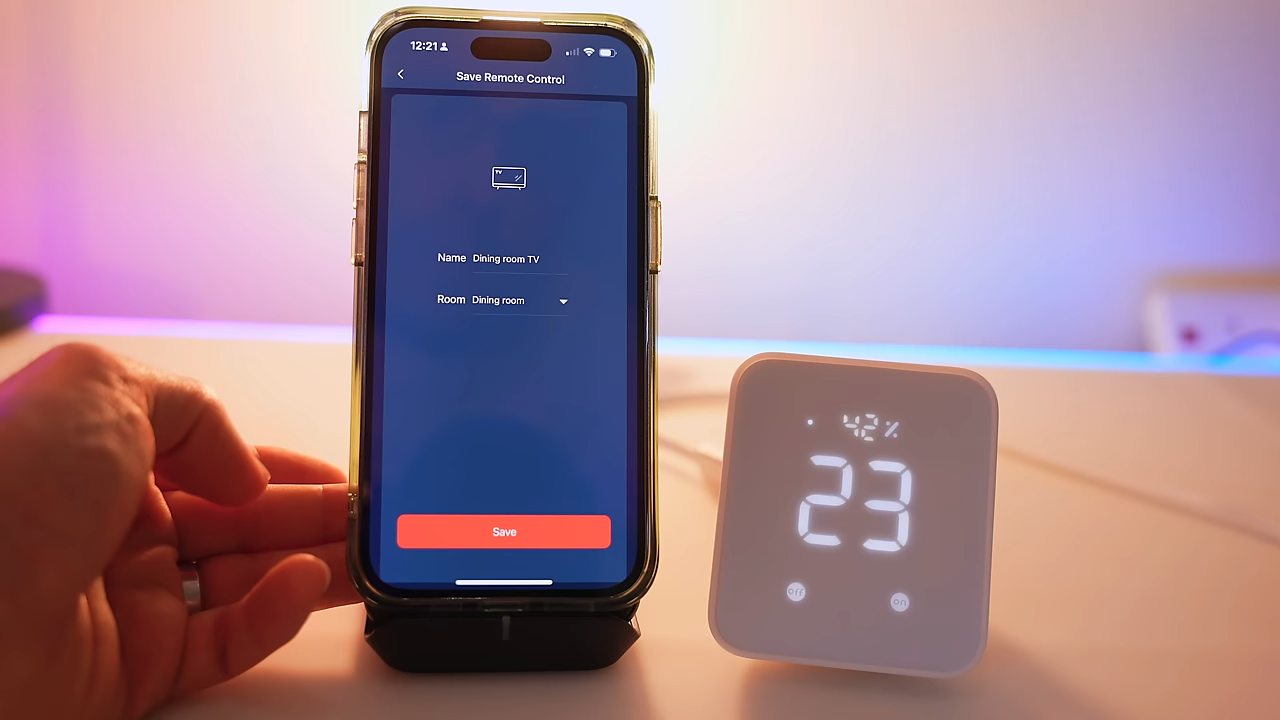 12:21
Save Remote Control
TV
Name Dining room TV
Room Dining room
Save
42%
23
off on